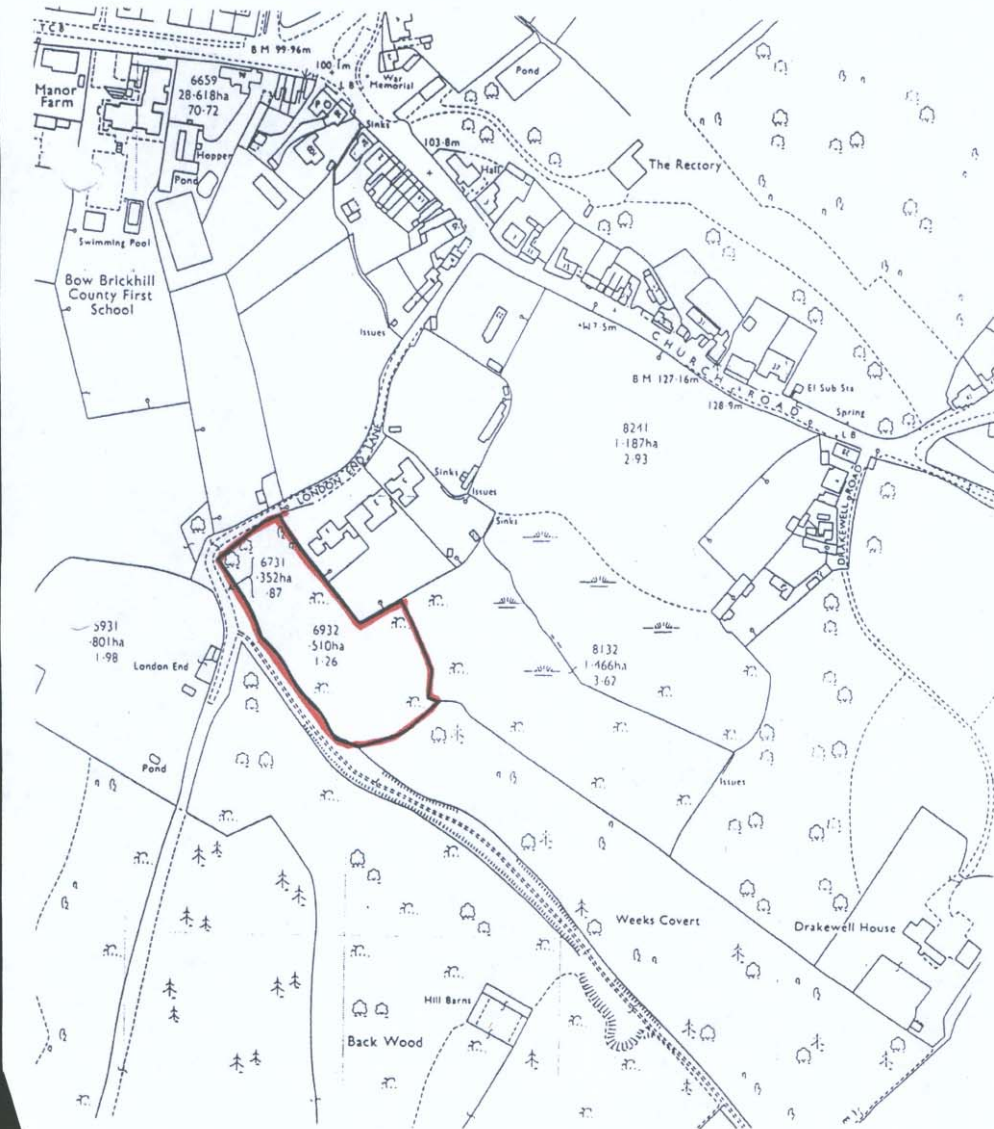 T C B
B M 99·96m
100·1m
L B
War
Memorial
Pond
Manor
Farm
6659
28·618ha
70·72
P O
Sinks
103·8m
Hall
The Rectory
Hopper
Pond
Swimming Pool
Bow Brickhill
County First
School
Issues
CHURCH ROAD
B M 127·16m
128·9m
El Sub Sta
Spring
L B
8241
1·187ha
2·93
LONDON END LANE
Sinks
Issues
Sinks
DRAKEWELL ROAD
6731
·352ha
·87
6932
·510ha
1·26
5931
·801ha
1·98
London End
8132
1·466ha
3·62
Pond
Issues
Weeks Covert
Drakewell House
Hill Barns
Back Wood